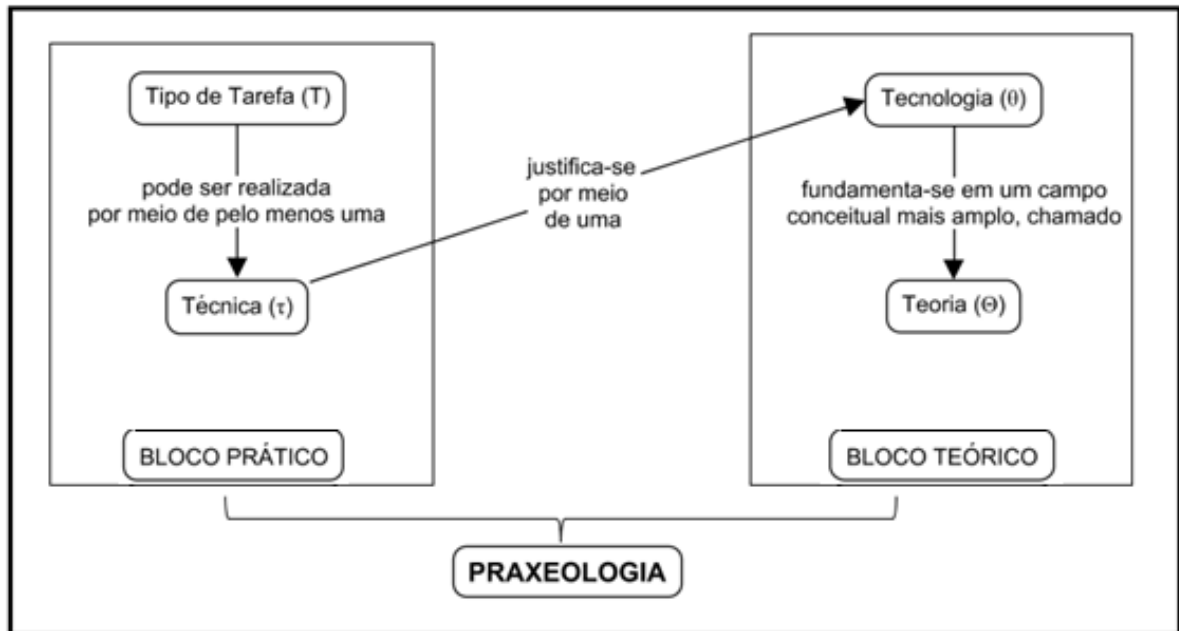 Tipo de Tarefa (T)
pode ser realizada
por meio de pelo menos uma
Técnica (τ)
BLOCO PRÁTICO
justifica-se
por meio
de uma
Tecnologia (θ)
fundamenta-se em um campo
conceitual mais amplo, chamado
Teoria (Θ)
BLOCO TEÓRICO
PRAXEOLOGIA